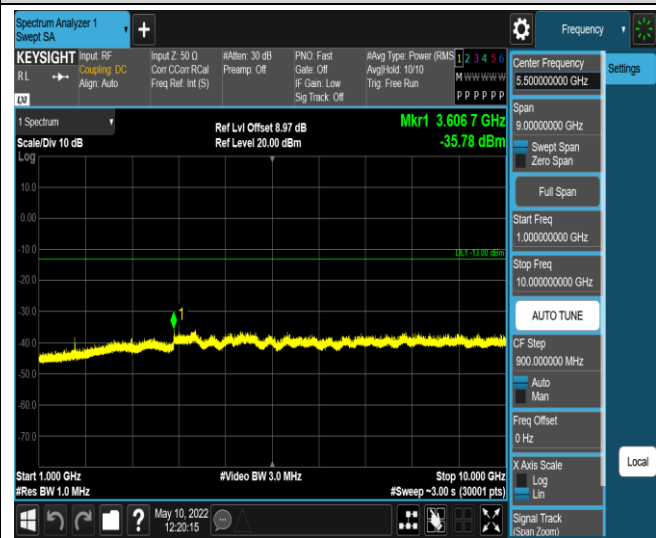 Spectrum Analyzer 1
Swept SA
+
Frequency
KEYSIGHT
RL
LXI
Input: RF
Coupling: DC
Align: Auto
Input Z: 50 Ω
Corr CCorr RCal
Freq Ref: Int (S)
#Atten: 30 dB
Preamp: Off
PNO: Fast
Gate: Off
IF Gain: Low
Sig Track: Off
#Avg Type: Power (RMS
Avg|Hold: 10/10
Trig: Free Run
1 2 3 4 5 6
M W W W W W
P P P P P P
1 Spectrum
Scale/Div 10 dB
Ref Lvl Offset 8.97 dB
Ref Level 20.00 dBm
Mkr1 3.606 7 GHz
-35.78 dBm
Log
10.0
0.00
-10.0
DL1 -13.00 dBm
-20.0
-30.0
1
-40.0
-50.0
-60.0
-70.0
Start 1.000 GHz
#Video BW 3.0 MHz
Stop 10.000 GHz
#Res BW 1.0 MHz
#Sweep ~3.00 s (30001 pts)
?
May 10, 2022
12:20:15
Center Frequency
5.500000000 GHz
Settings
Span
9.00000000 GHz
Swept Span
Zero Span
Full Span
Start Freq
1.000000000 GHz
Stop Freq
10.000000000 GHz
AUTO TUNE
CF Step
900.000000 MHz
Auto
Man
Freq Offset
0 Hz
X Axis Scale
Log
Lin
Local
Signal Track
(Span Zoom)